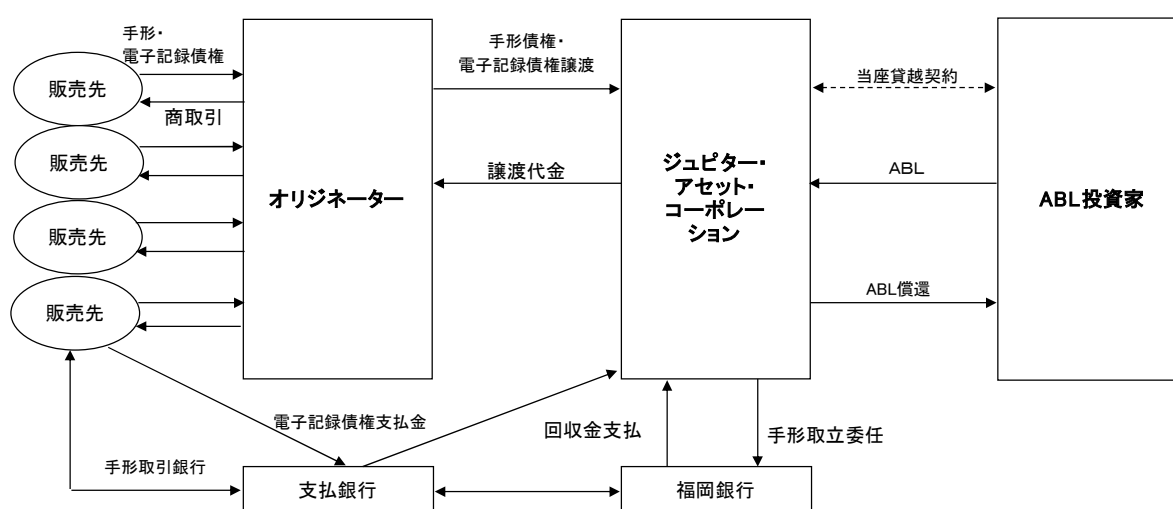 手形・
電子記録債権
販売先
商取引
販売先
販売先
販売先
オリジネーター
手形債権・
電子記録債権譲渡
譲渡代金
ジュピター・
アセット・
コーポレー
ション
当座貸越契約
ABL
ABL償還
ABL投資家
電子記録債権支払金
回収金支払
手形取立委任
手形取引銀行
支払銀行
福岡銀行